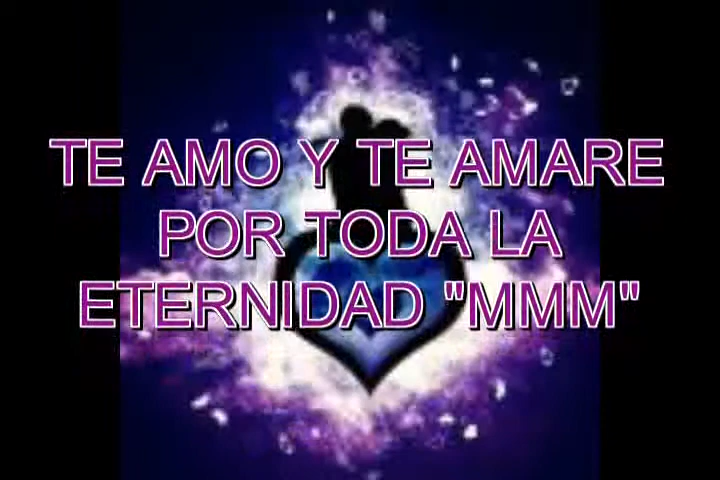 TE AMO Y TE AMARE
POR TODA LA
ETERNIDAD "MMM"